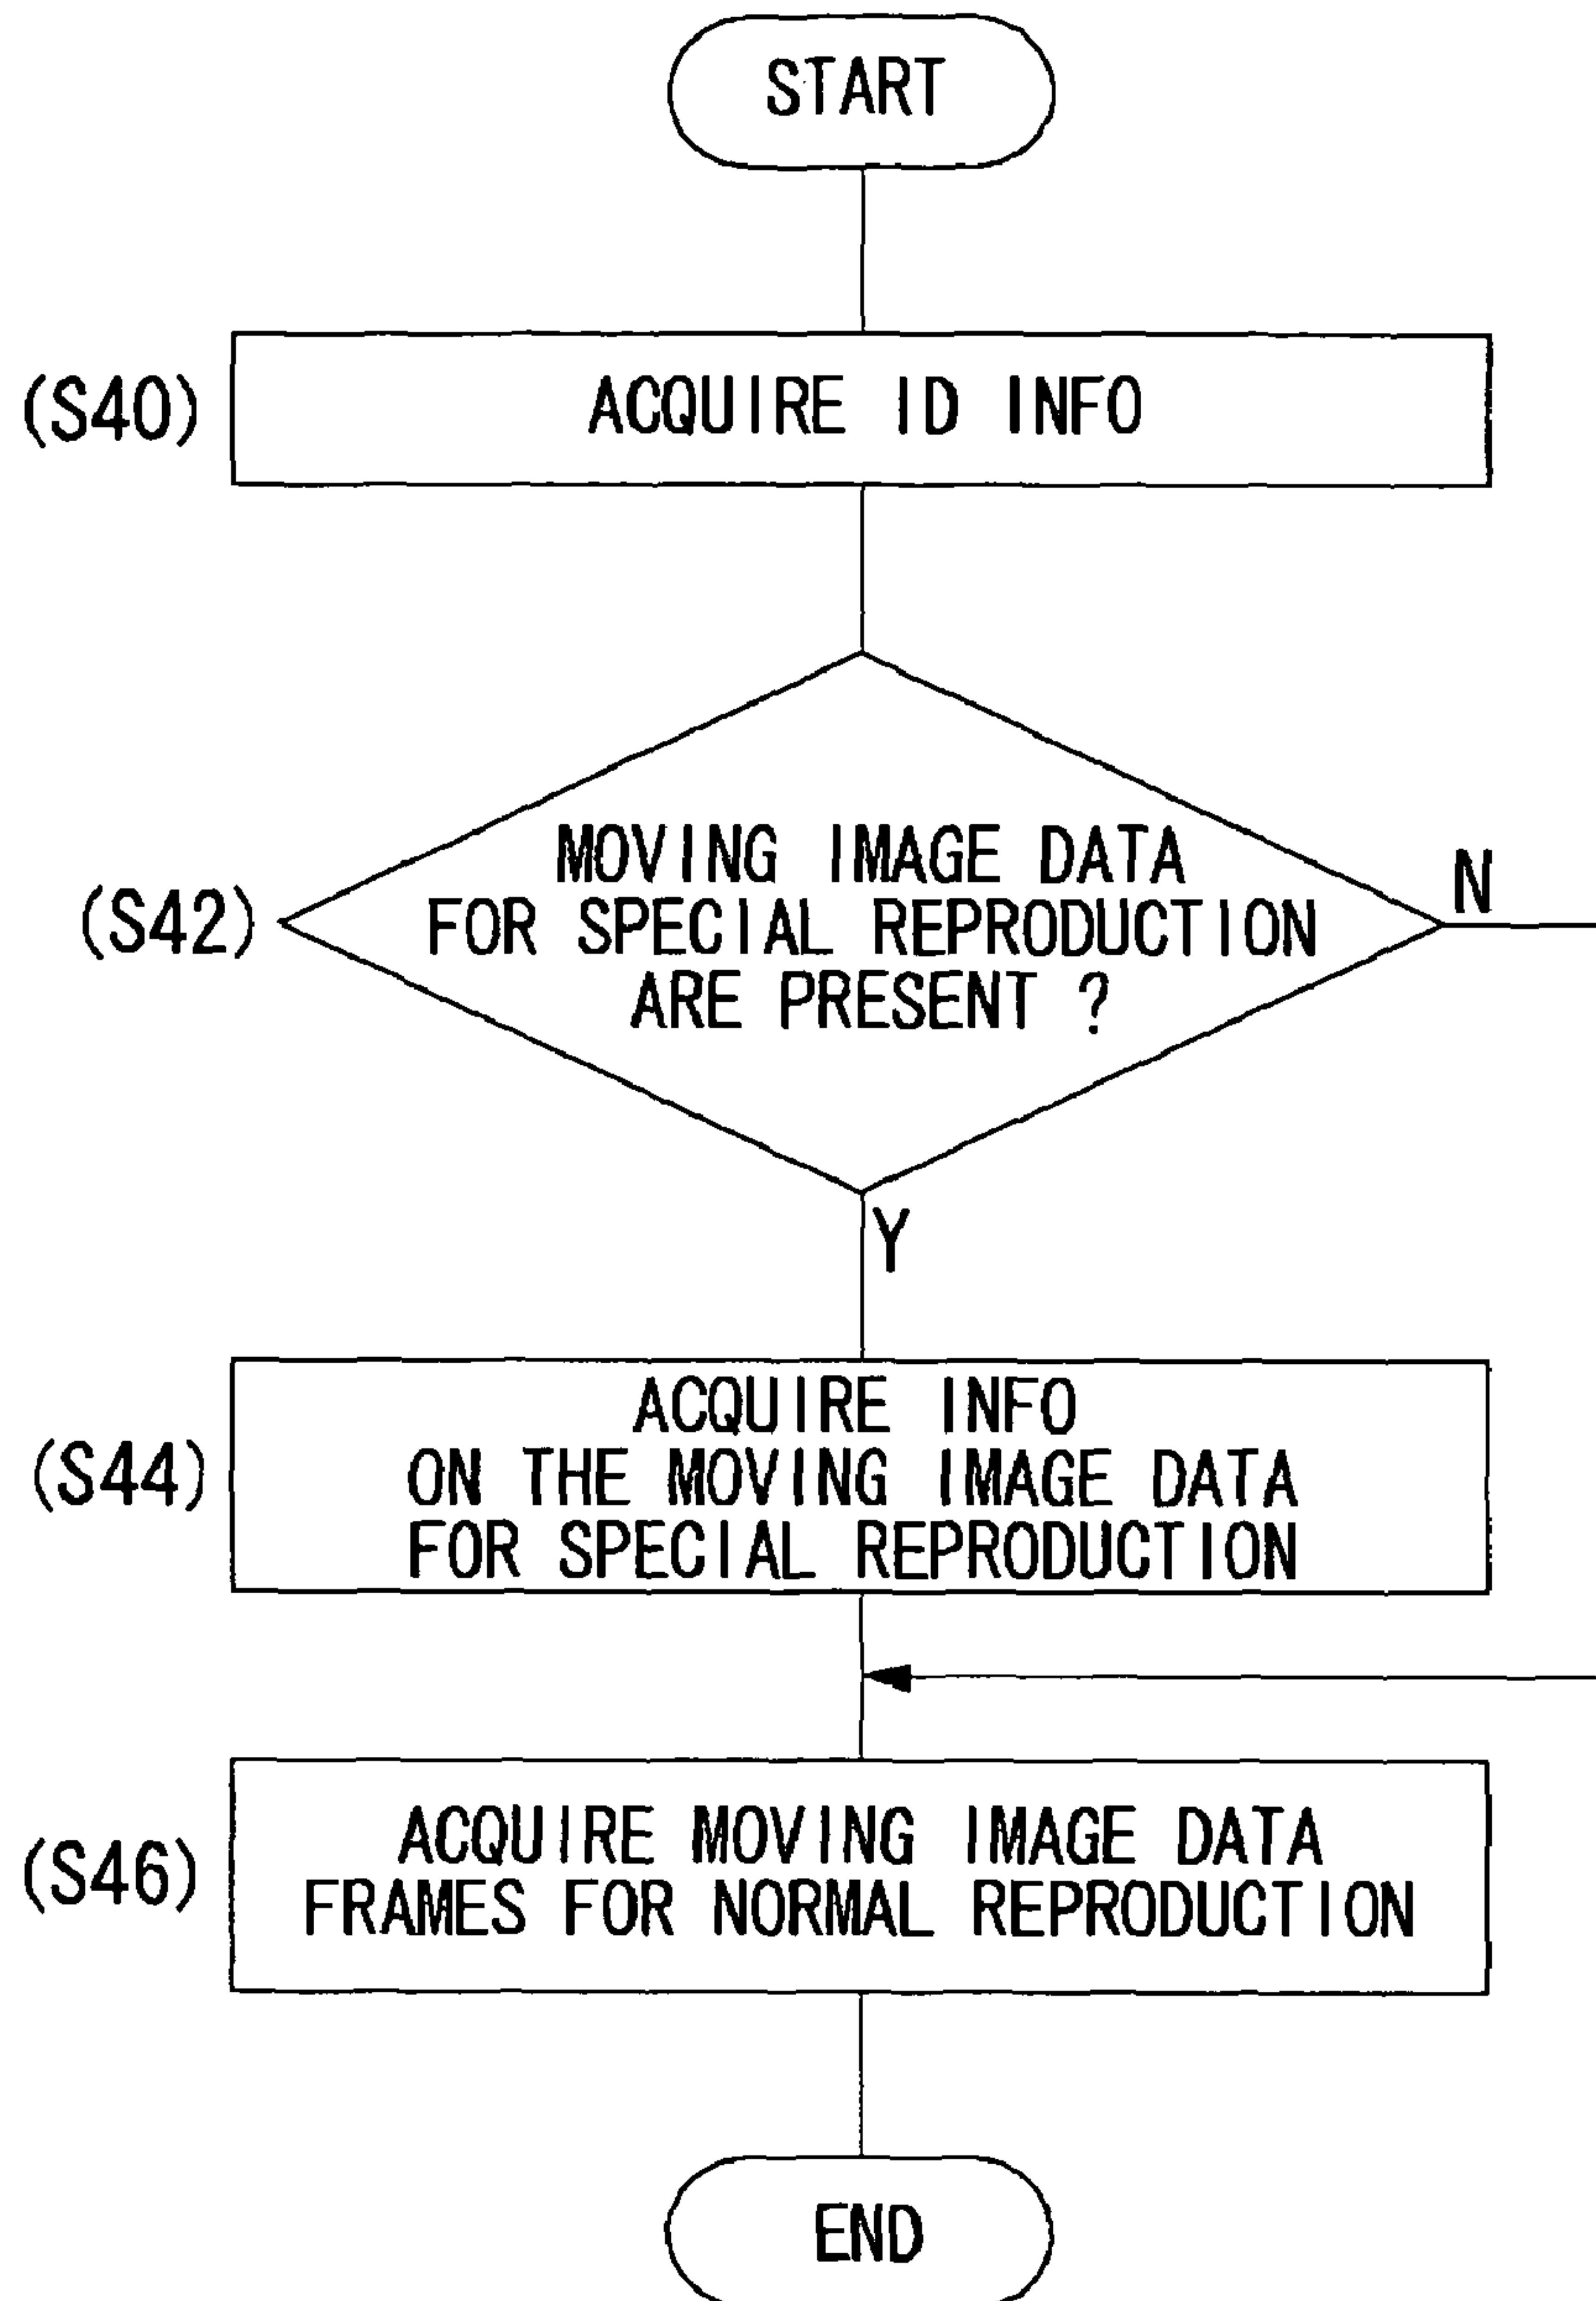 START
(S40)
ACQUIRE ID INFO
(S42)
MOVING IMAGE DATA
FOR SPECIAL REPRODUCTION
ARE PRESENT ?
N
Y
(S44)
ACQUIRE INFO
ON THE MOVING IMAGE DATA
FOR SPECIAL REPRODUCTION
(S46)
ACQUIRE MOVING IMAGE DATA
FRAMES FOR NORMAL REPRODUCTION
END